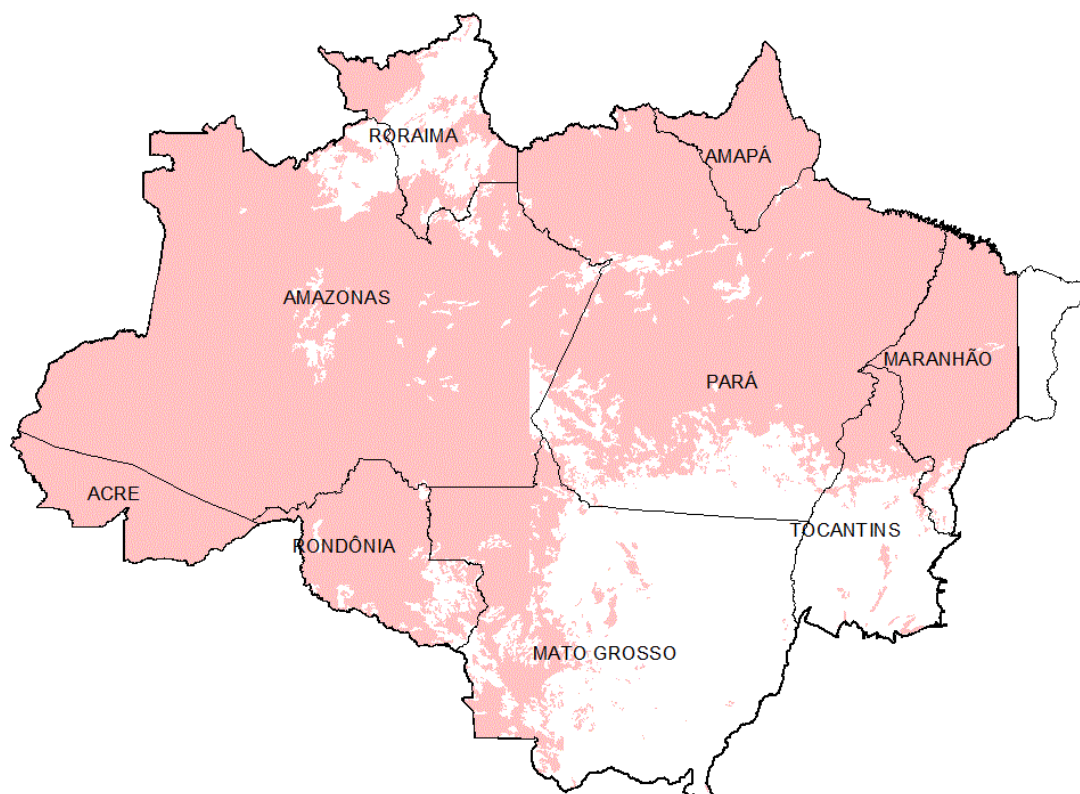 RORAIMA
AMAPÁ
AMAZONAS
MARANHÃO
PARÁ
ACRE
TOCANTINS
RONDÔNIA
MATO GROSSO